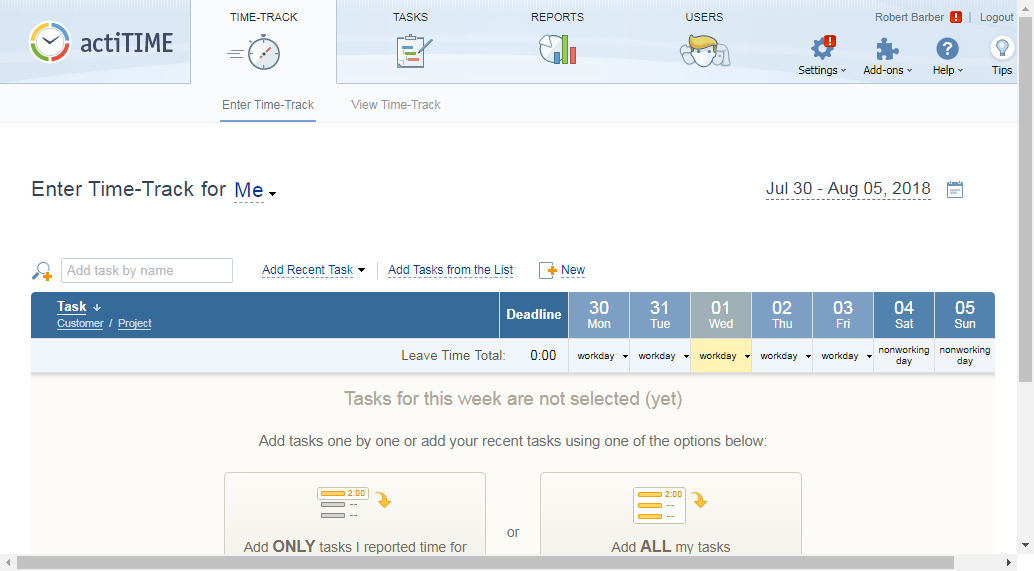 actiTIME
TIME-TRACK
TASKS
REPORTS
USERS
Robert Barber ! | Logout
Settings
Add-ons
Help
Tips
Enter Time-Track
View Time-Track
Enter Time-Track for Me
Jul 30 - Aug 05, 2018
Add task by name
Add Recent Task
Add Tasks from the List
New
Task ↓
Customer / Project
Deadline
30 Mon
31 Tue
01 Wed
02 Thu
03 Fri
04 Sat
05 Sun
Leave Time Total: 0:00
workday
workday
workday
workday
workday
nonworking day
nonworking day
Tasks for this week are not selected (yet)
Add tasks one by one or add your recent tasks using one of the options below:
2:00
--
--
Add ONLY tasks I reported time for
or
2:00
--
--
Add ALL my tasks